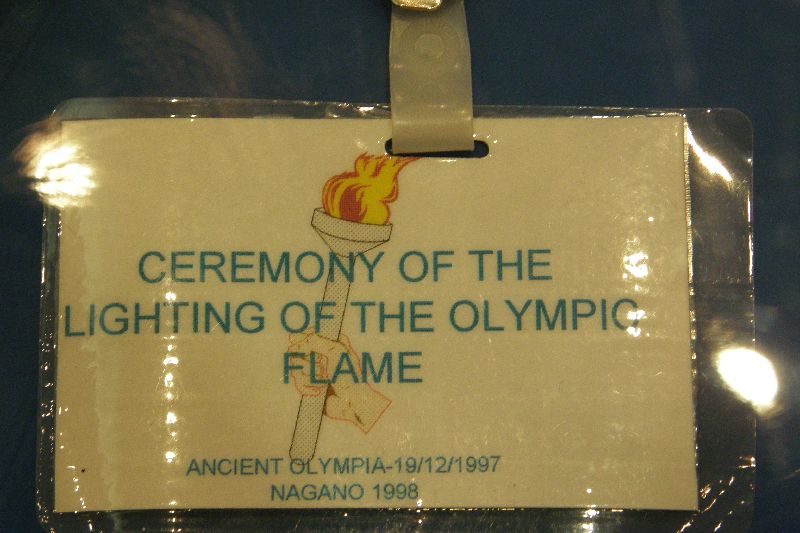 CEREMONY OF THE
LIGHTING OF THE OLYMPIC
FLAME
ANCIENT OLYMPIA-19/12/1997
NAGANO 1998